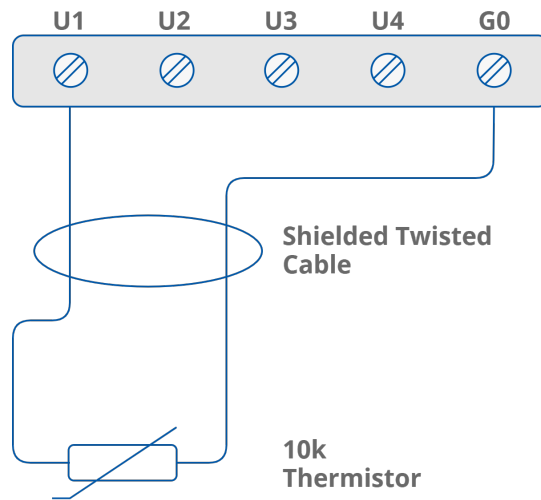 U1 U2 U3 U4 G0
Shielded Twisted
Cable
10k
Thermistor